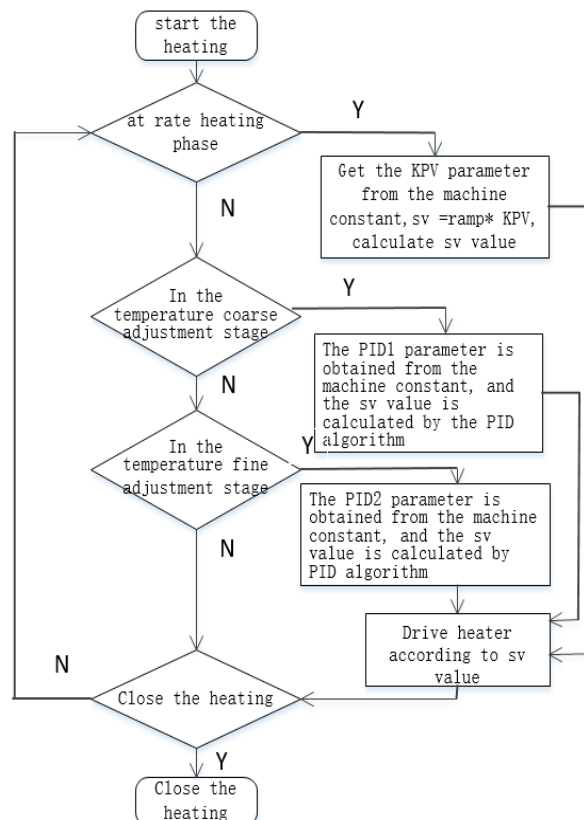 start the
heating
at rate heating
phase
Y
Get the KPV parameter
from the machine
constant, sv =ramp* KPV,
calculate sv value
N
In the
temperature coarse
adjustment stage
Y
The PID1 parameter is
obtained from the
machine constant, and
the sv value is
calculated by the PID
algorithm
N
In the
temperature fine
adjustment stage
Y
The PID2 parameter is
obtained from the machine
constant, and the sv
value is calculated by
PID algorithm
N
Drive heater
according to sv
value
N
Close the heating
Y
Close the
heating